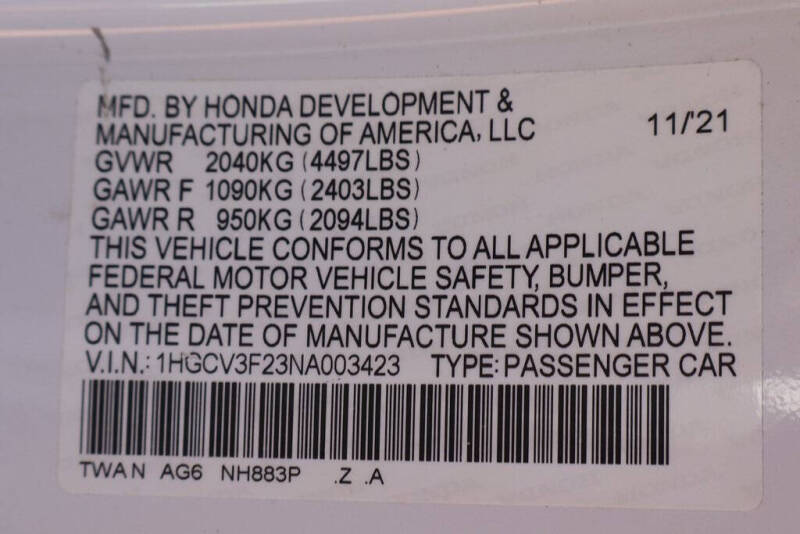 MFD. BY HONDA DEVELOPMENT &
MANUFACTURING OF AMERICA, LLC 11/'21
GVWR 2040KG (4497LBS)
GAWR F 1090KG (2403LBS)
GAWR R 950KG (2094LBS)
THIS VEHICLE CONFORMS TO ALL APPLICABLE
FEDERAL MOTOR VEHICLE SAFETY, BUMPER,
AND THEFT PREVENTION STANDARDS IN EFFECT
ON THE DATE OF MANUFACTURE SHOWN ABOVE.
V.I.N.: 1HGCV3F23NA003423 TYPE: PASSENGER CAR
TWAN AG6 NH883P .Z .A